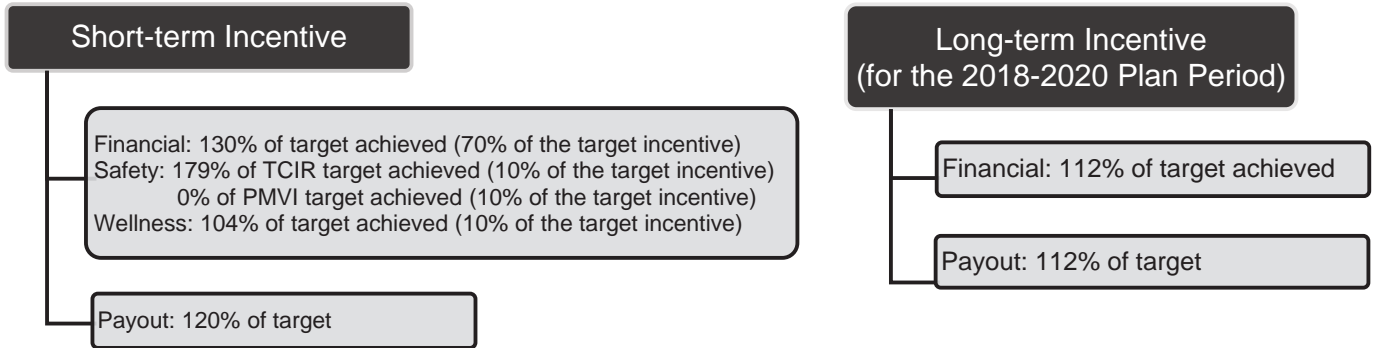 Short-term Incentive
Financial: 130% of target achieved (70% of the target incentive)
Safety: 179% of TCIR target achieved (10% of the target incentive)
0% of PMVI target achieved (10% of the target incentive)
Wellness: 104% of target achieved (10% of the target incentive)
Payout: 120% of target
Long-term Incentive
(for the 2018-2020 Plan Period)
Financial: 112% of target achieved
Payout: 112% of target